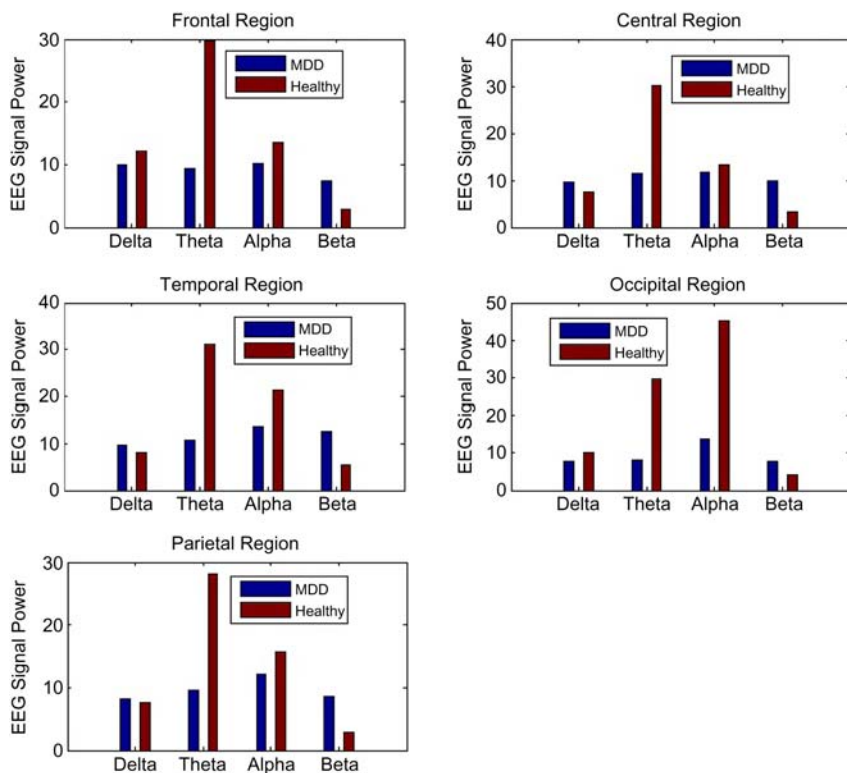 Frontal Region
EEG Signal Power
30
20
10
0
MDD
Healthy
Delta Theta Alpha Beta
Central Region
EEG Signal Power
40
30
20
10
0
MDD
Healthy
Delta Theta Alpha Beta
Temporal Region
EEG Signal Power
40
30
20
10
0
MDD
Healthy
Delta Theta Alpha Beta
Occipital Region
EEG Signal Power
50
40
30
20
10
0
MDD
Healthy
Delta Theta Alpha Beta
Parietal Region
EEG Signal Power
30
20
10
0
MDD
Healthy
Delta Theta Alpha Beta